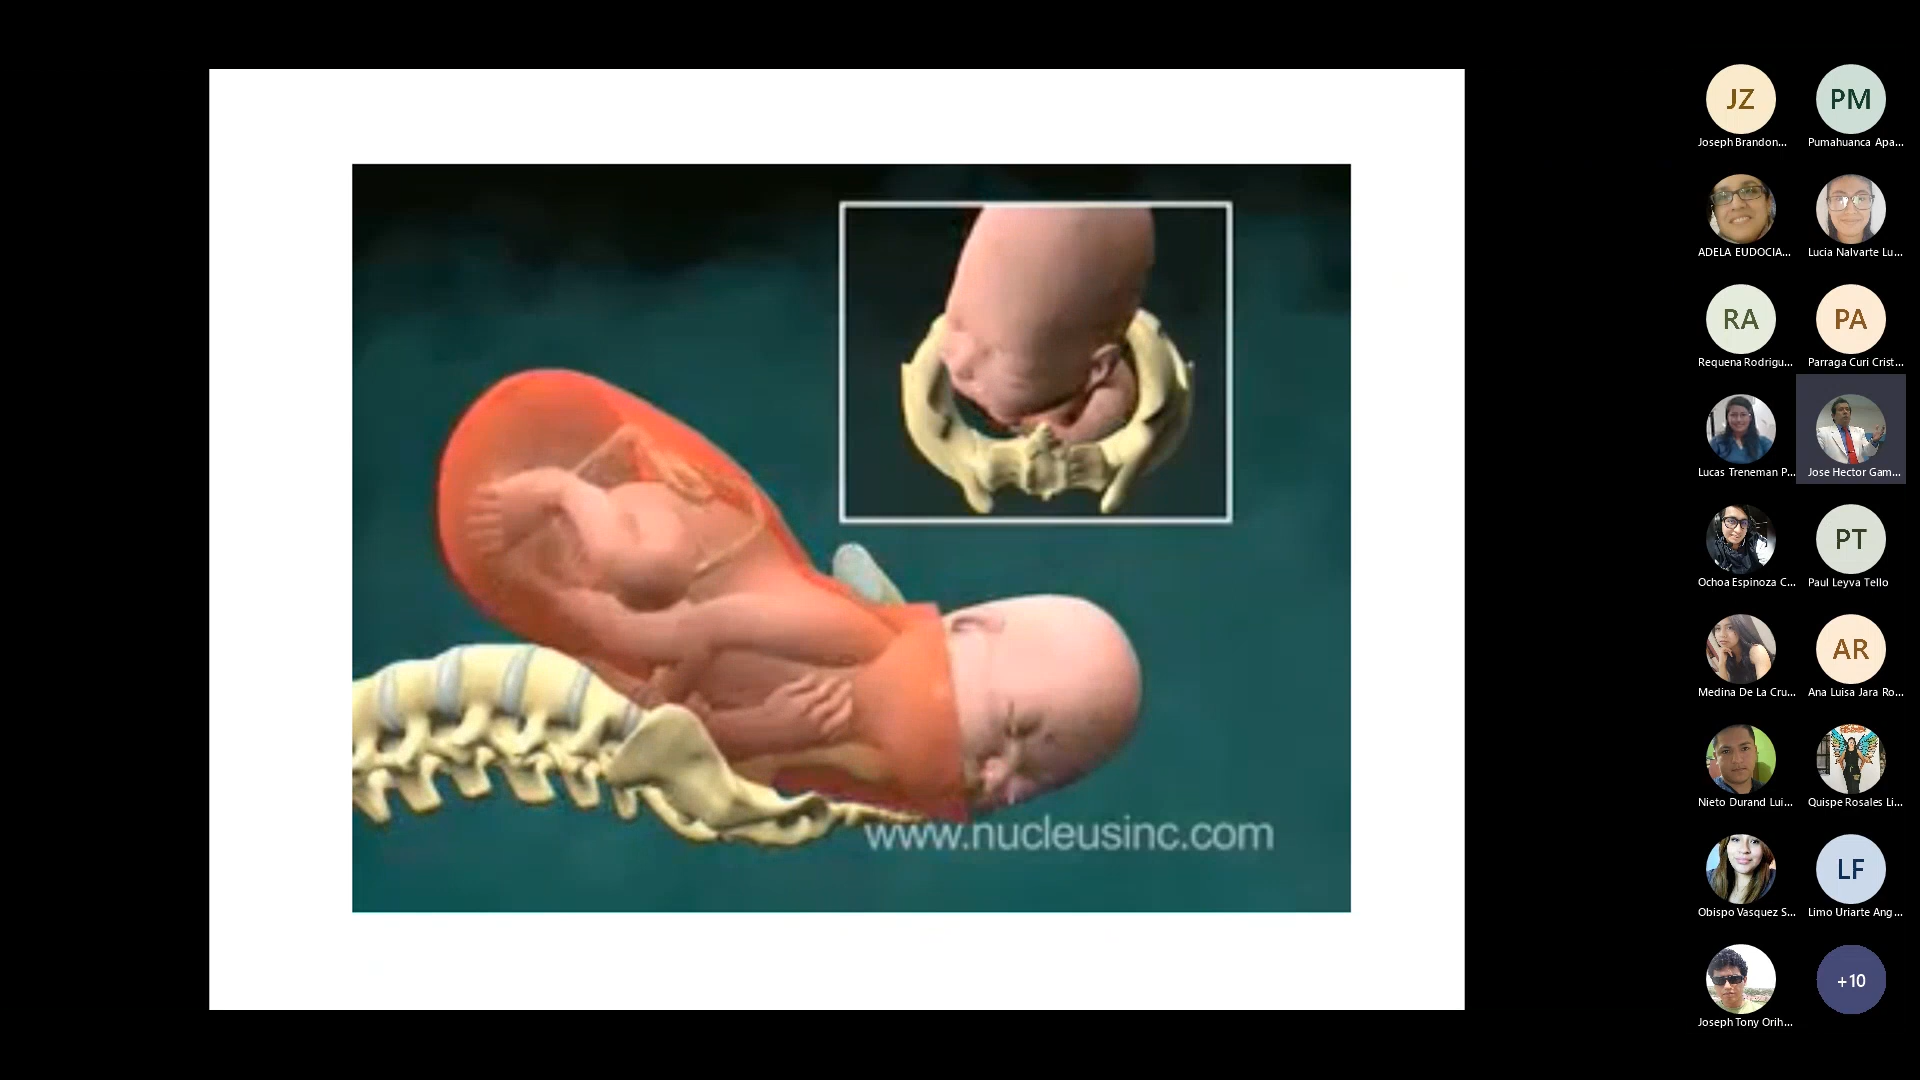 www.nucleusinc.com
JZ
PM
Joseph Brandon...
Pumahuanca Apa...
ADELA EUDOCIA...
Lucia Nalvarte Lu...
RA
PA
Requena Rodrigu...
Parraga Curi Crist...
Lucas Treneman P...
Jose Hector Gam...
PT
Ochoa Espinoza C...
Paul Leyva Tello
AR
Medina De La Cru...
Ana Luisa Jara Ro...
Nieto Durand Lui...
Quispe Rosales Li...
LF
Obispo Vasquez S...
Limo Uriarte Ang...
+10
Joseph Tony Orih...